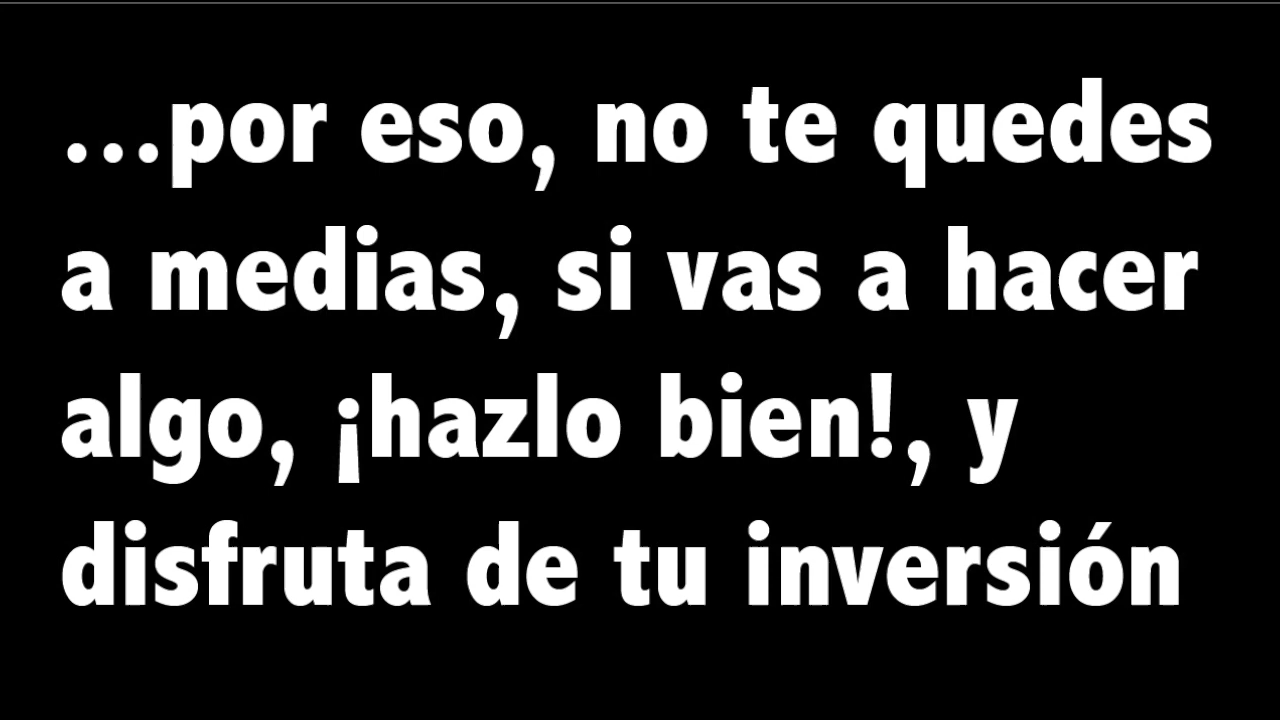 ...por eso, no te quedes
a medias, si vas a hacer
algo, ¡hazlo bien!, y
disfruta de tu inversión